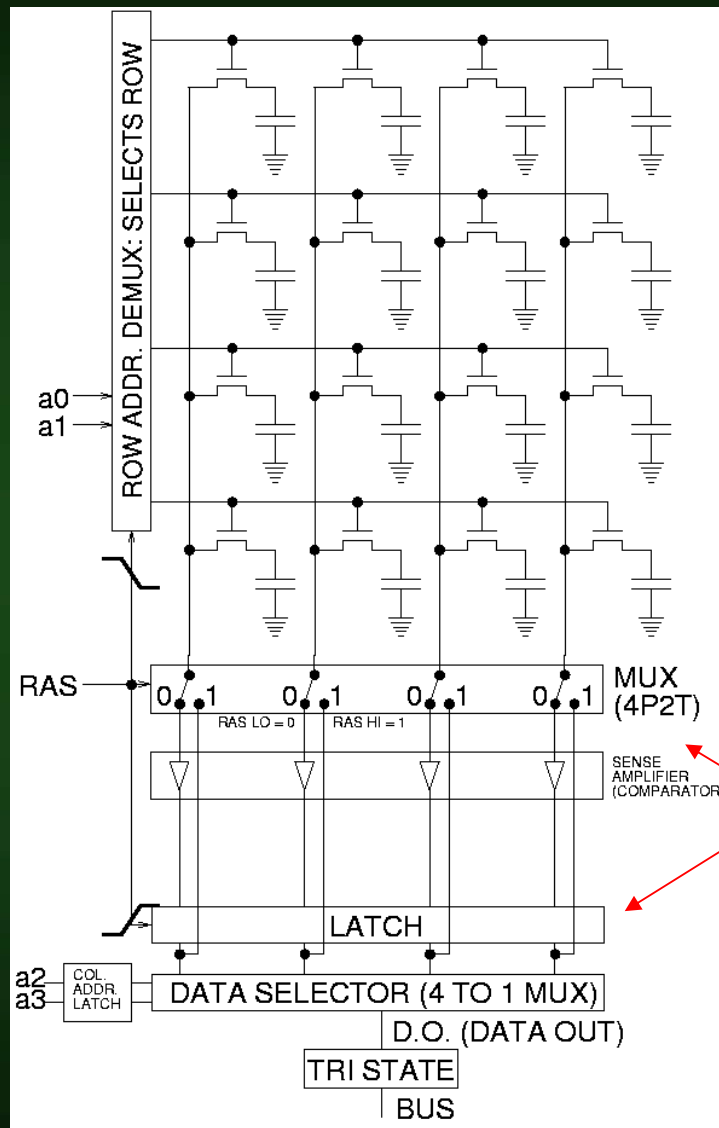 ROW ADDR. DEMUX: SELECTS ROW
a0
a1
RAS
0 1 0 1 0 1 0 1
MUX
(4P2T)
RAS LO = 0 RAS HI = 1
SENSE
AMPLIFIER
(COMPARATOR
LATCH
a2
a3
COL.
ADDR.
LATCH
DATA SELECTOR (4 TO 1 MUX)
D.O. (DATA OUT)
TRI STATE
BUS